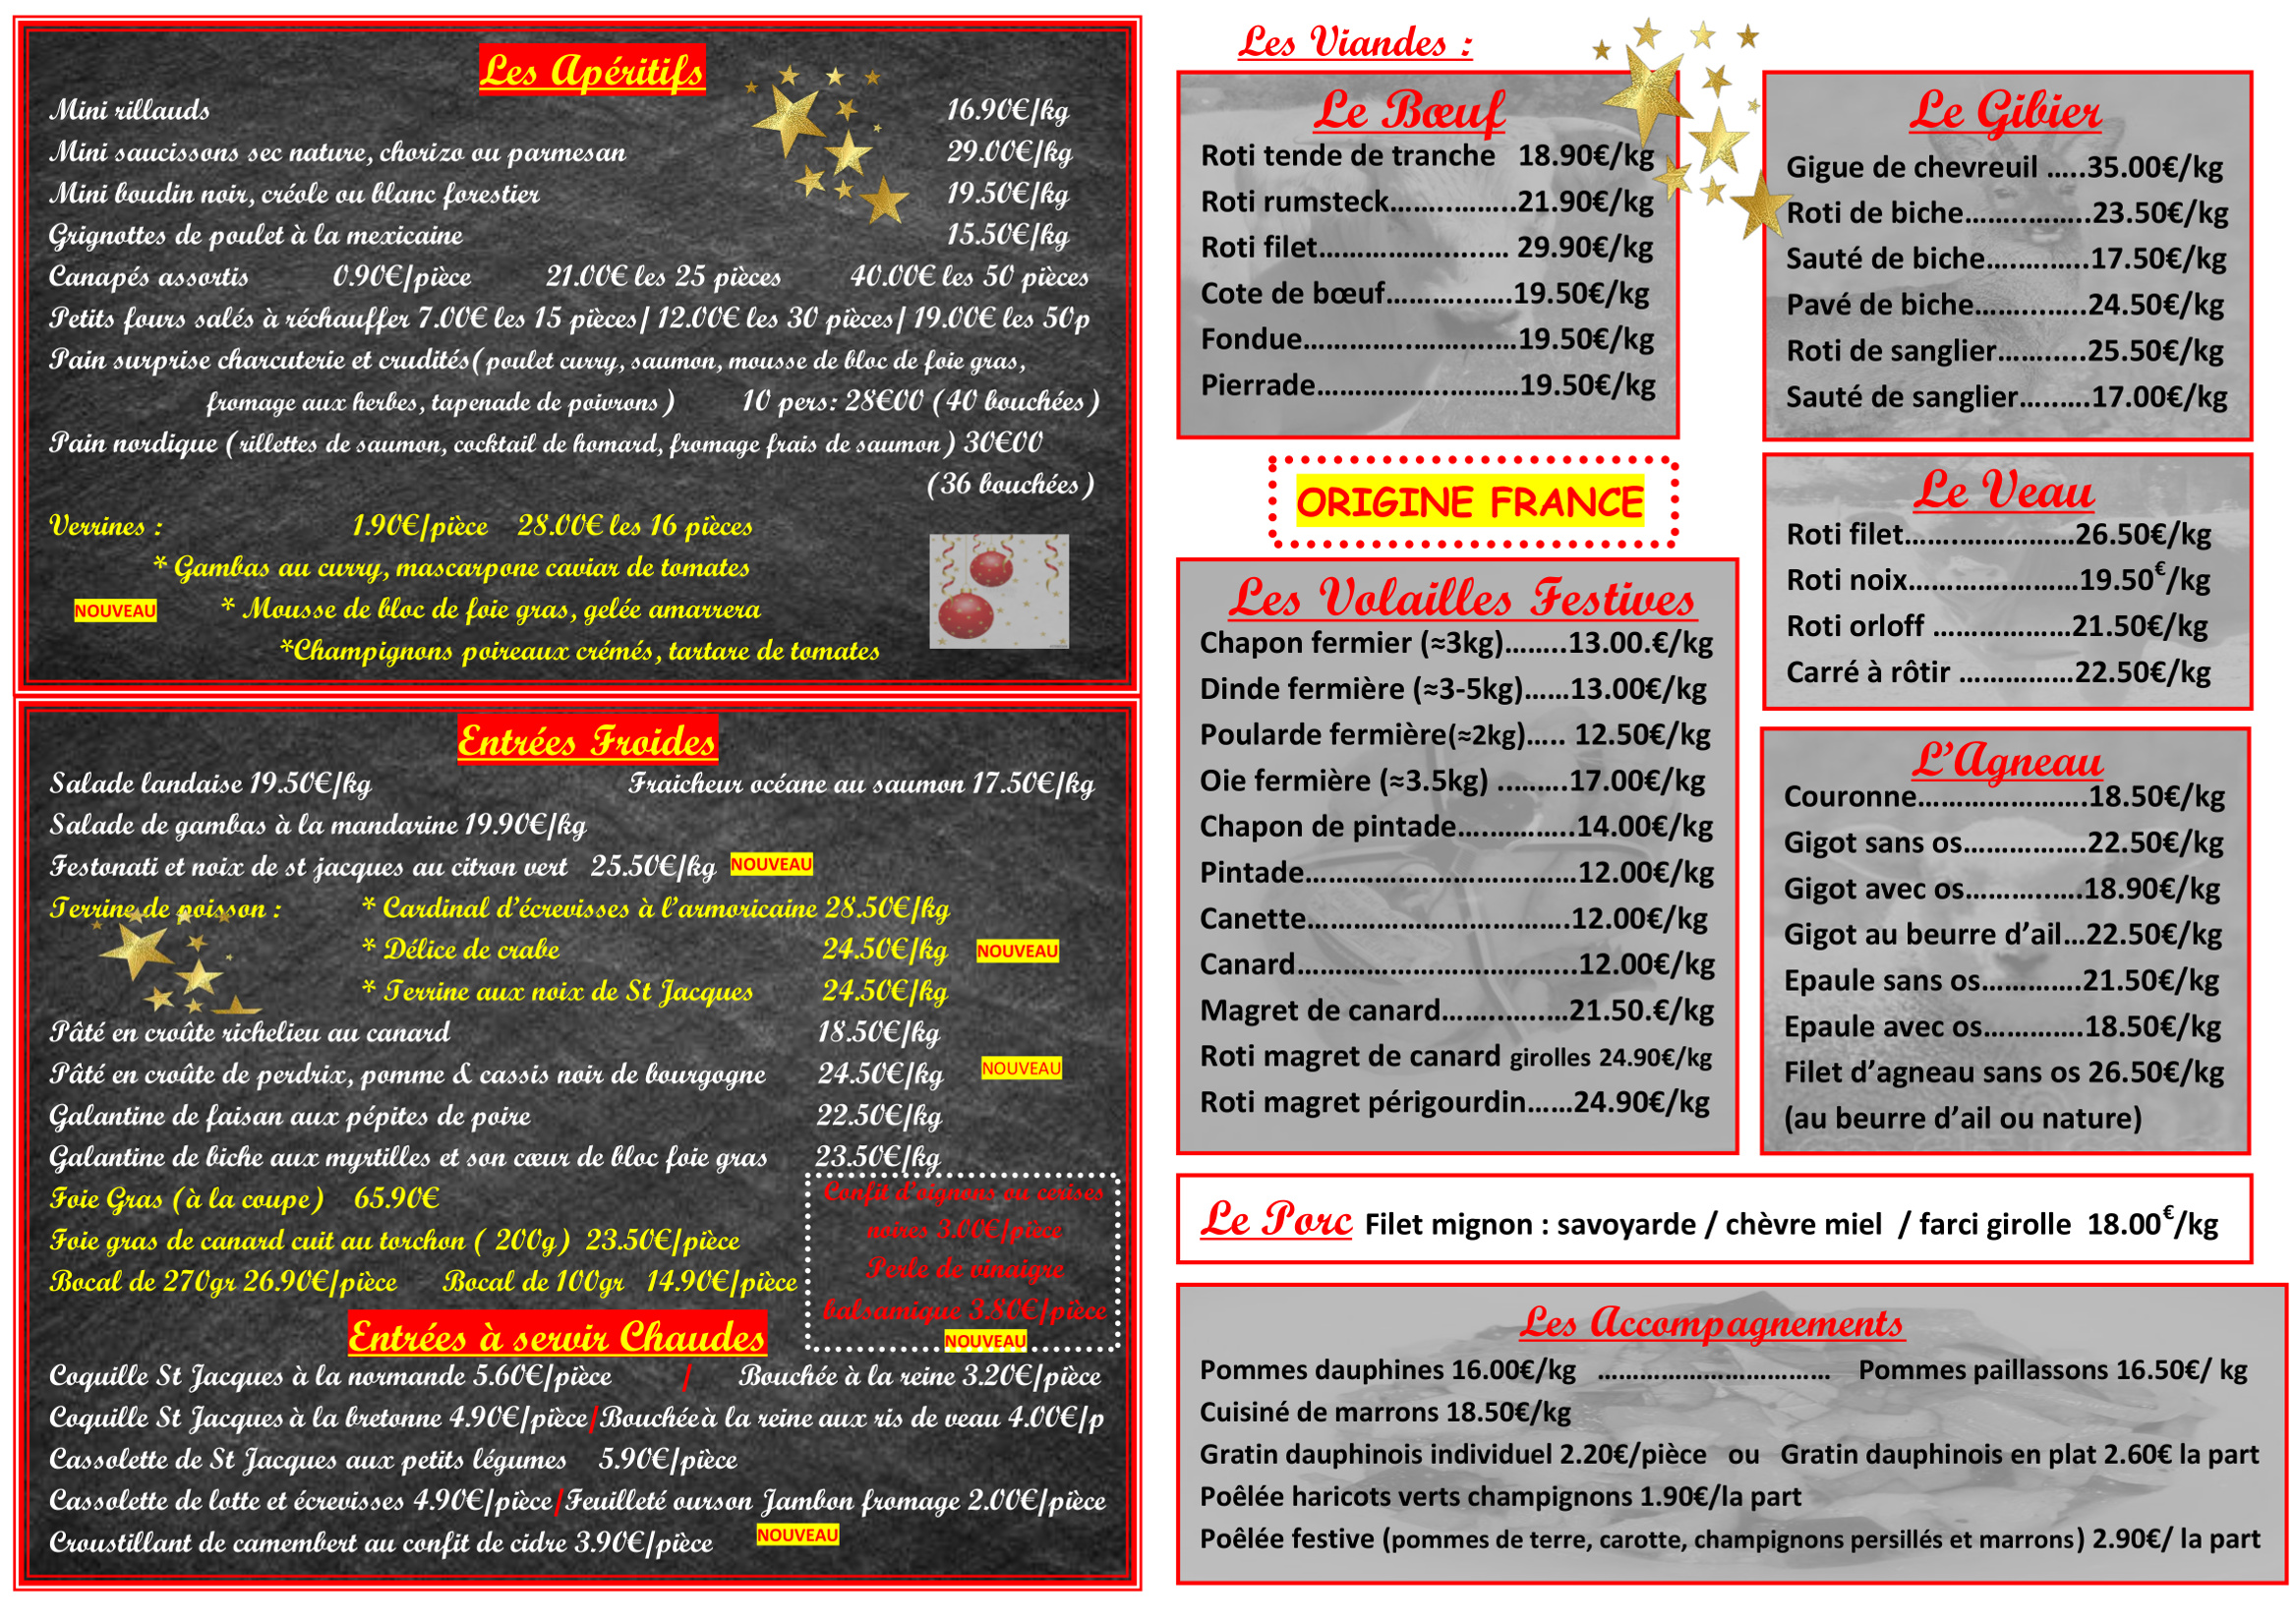 Les Apéritifs
Mini rillauds 16.90€/kg
Mini saucissons sec nature, chorizo ou parmesan 29.00€/kg
Mini boudin noir, créole ou blanc forestier 19.50€/kg
Grignottes de poulet à la mexicaine 15.50€/kg
Canapés assortis 0.90€/pièce 21.00€ les 25 pièces 40.00€ les 50 pièces
Petits fours salés à réchauffer 7.00€ les 15 pièces/ 12.00€ les 30 pièces/ 19.00€ les 50p
Pain surprise charcuterie et crudités(poulet curry, saumon, mousse de bloc de foie gras,
fromage aux herbes, tapenade de poivrons) 10 pers: 28€00 (40 bouchées)
Pain nordique (rillettes de saumon, cocktail de homard, fromage frais de saumon) 30€00
(36 bouchées)
Verrines : 1.90€/pièce 28.00€ les 16 pièces
* Gambas au curry, mascarpone caviar de tomates
NOUVEAU * Mousse de bloc de foie gras, gelée amarrera
*Champignons poireaux crémés, tartare de tomates
Entrées Froides
Salade landaise 19.50€/kg Fraicheur océane au saumon 17.50€/kg
Salade de gambas à la mandarine 19.90€/kg
Festonati et noix de st jacques au citron vert 25.50€/kg NOUVEAU
Terrine de poisson : * Cardinal d'écrevisses à l'armoricaine 28.50€/kg
* Délice de crabe 24.50€/kg NOUVEAU
* Terrine aux noix de St Jacques 24.50€/kg
Pâté en croûte richelieu au canard 18.50€/kg
Pâté en croûte de perdrix, pomme & cassis noir de bourgogne 24.50€/kg NOUVEAU
Galantine de faisan aux pépites de poire 22.50€/kg
Galantine de biche aux myrtilles et son cœur de bloc foie gras 23.50€/kg
Foie Gras (à la coupe) 65.90€
Foie gras de canard cuit au torchon ( 200g) 23.50€/pièce
Bocal de 270gr 26.90€/pièce Bocal de 100gr 14.90€/pièce
Confit d'oignons ou cerises
noires 3.00€/pièce
Perle de vinaigre
balsamique 3.80€/pièce
NOUVEAU
Entrées à servir Chaudes
Coquille St Jacques à la normande 5.60€/pièce / Bouchée à la reine 3.20€/pièce
Coquille St Jacques à la bretonne 4.90€/pièce/Bouchée à la reine aux ris de veau 4.00€/p
Cassolette de St Jacques aux petits légumes 5.90€/pièce
Cassolette de lotte et écrevisses 4.90€/pièce/Feuilleté ourson Jambon fromage 2.00€/pièce
Croustillant de camembert au confit de cidre 3.90€/pièce NOUVEAU
Les Viandes :
Le Bœuf
Roti tende de tranche 18.90€/kg
Roti rumsteck...............21.90€/kg
Roti filet...................... 29.90€/kg
Cote de bœuf...............19.50€/kg
Fondue.........................19.50€/kg
Pierrade........................19.50€/kg
Le Gibier
Gigue de chevreuil .....35.00€/kg
Roti de biche...............23.50€/kg
Sauté de biche............17.50€/kg
Pavé de biche.............24.50€/kg
Roti de sanglier...........25.50€/kg
Sauté de sanglier.........17.00€/kg
ORIGINE FRANCE
Le Veau
Roti filet.....................26.50€/kg
Roti noix.....................19.50€/kg
Roti orloff ..................21.50€/kg
Carré à rôtir ...............22.50€/kg
Les Volailles Festives
Chapon fermier (≈3kg)........13.00.€/kg
Dinde fermière (≈3-5kg)......13.00€/kg
Poularde fermière(≈2kg)..... 12.50€/kg
Oie fermière (≈3.5kg) .........17.00€/kg
Chapon de pintade..............14.00€/kg
Pintade.................................12.00€/kg
Canette.................................12.00€/kg
Canard..................................12.00€/kg
Magret de canard................21.50.€/kg
Roti magret de canard girolles 24.90€/kg
Roti magret périgourdin......24.90€/kg
L'Agneau
Couronne.....................18.50€/kg
Gigot sans os................22.50€/kg
Gigot avec os...............18.90€/kg
Gigot au beurre d'ail...22.50€/kg
Epaule sans os.............21.50€/kg
Epaule avec os.............18.50€/kg
Filet d'agneau sans os 26.50€/kg
(au beurre d'ail ou nature)
Le Porc Filet mignon : savoyarde / chèvre miel / farci girolle 18.00€/kg
Les Accompagnements
Pommes dauphines 16.00€/kg ................................. Pommes paillassons 16.50€/ kg
Cuisiné de marrons 18.50€/kg
Gratin dauphinois individuel 2.20€/pièce ou Gratin dauphinois en plat 2.60€ la part
Poêlée haricots verts champignons 1.90€/la part
Poêlée festive (pommes de terre, carotte, champignons persillés et marrons) 2.90€/ la part